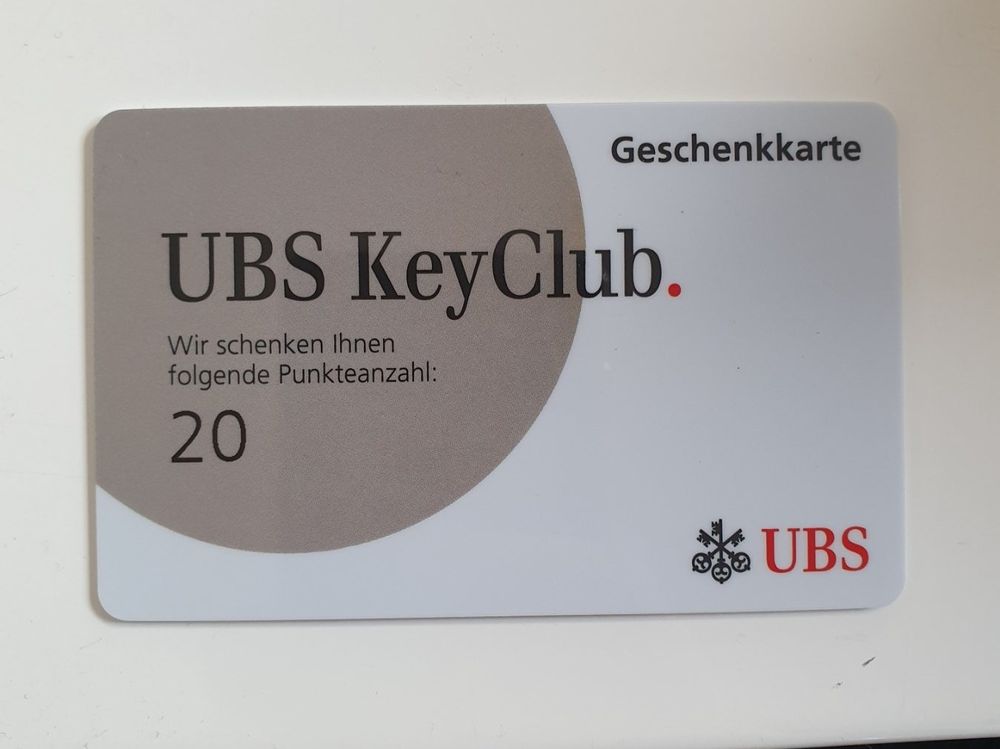 Geschenkkarte
UBS KeyClub.
Wir schenken Ihnen
folgende Punkteanzahl:
20
UBS